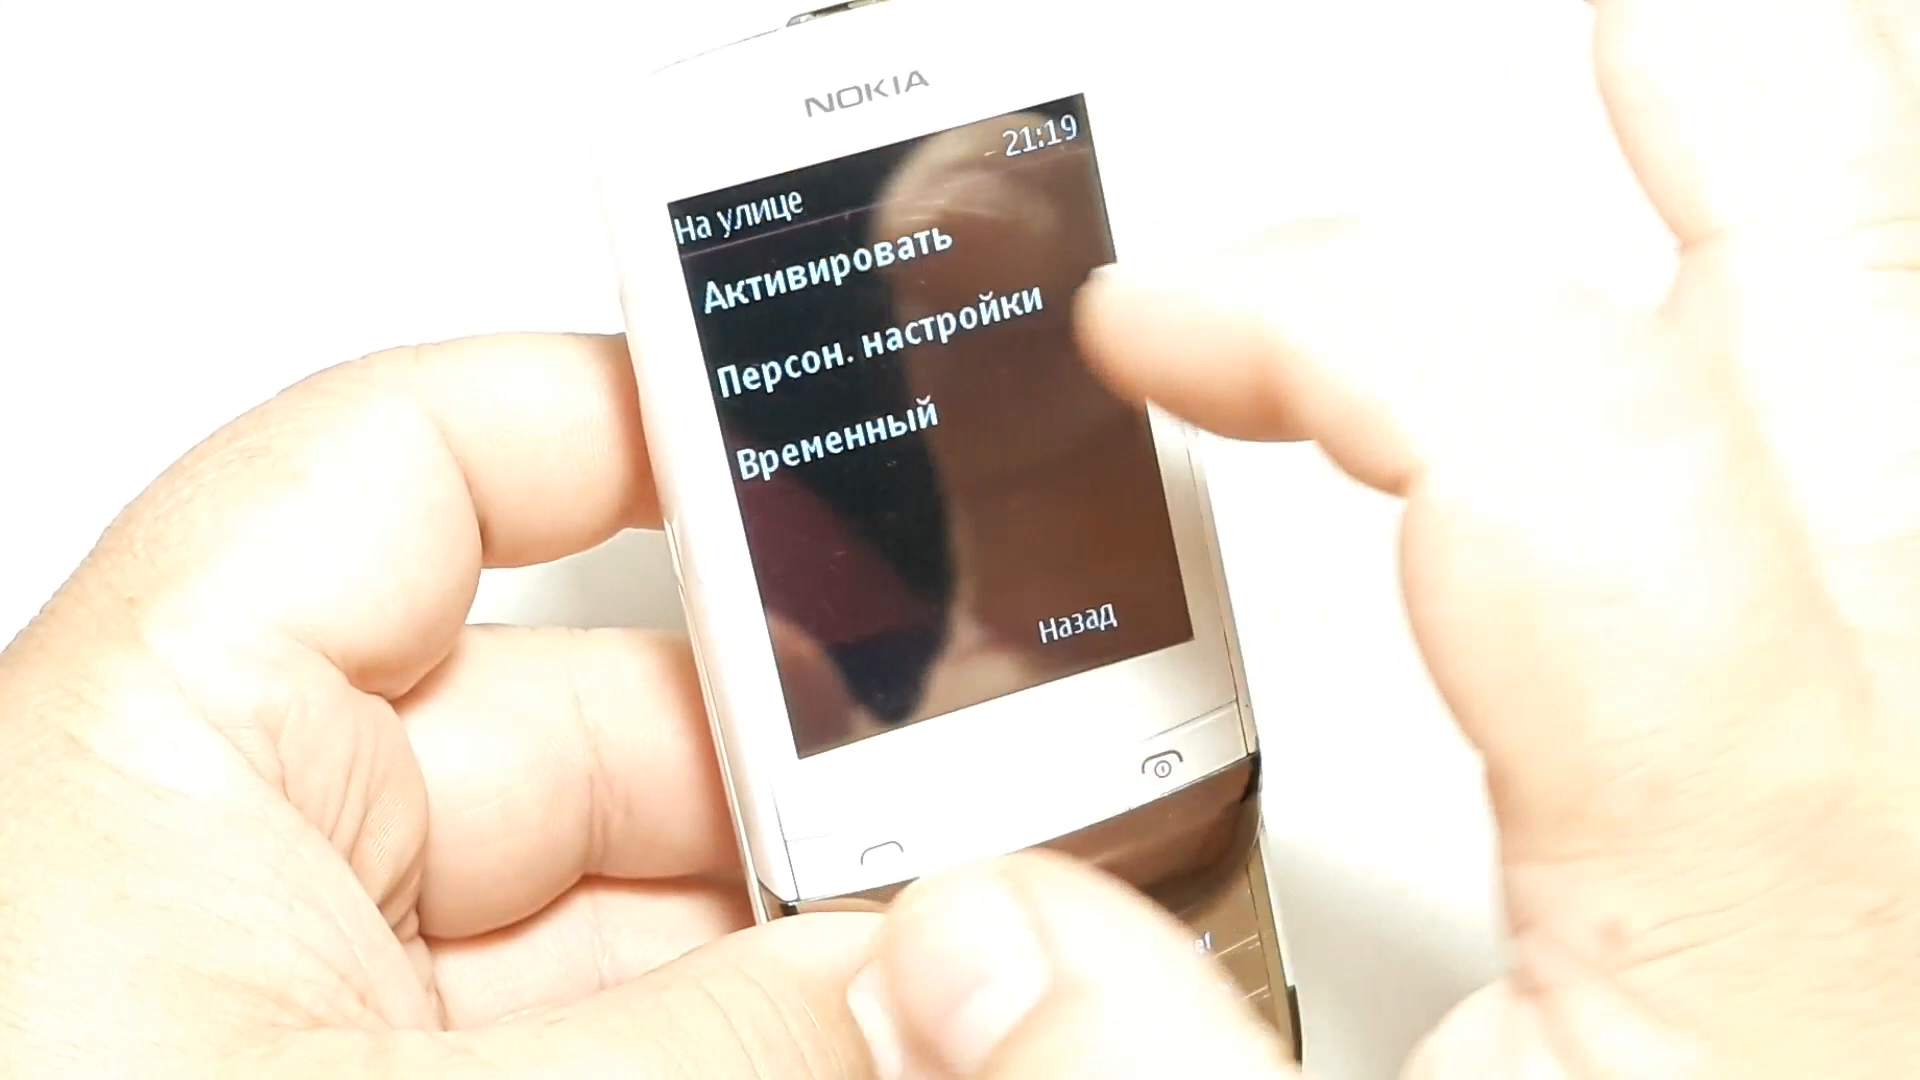 NOKIA
21:19
На улице
Активировать
Персон. настройки
Временный
Назад